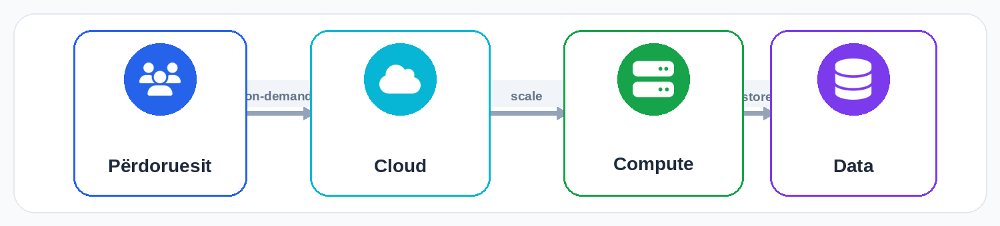 Përdoruesit
on-demand
Cloud
scale
Compute
store
Data